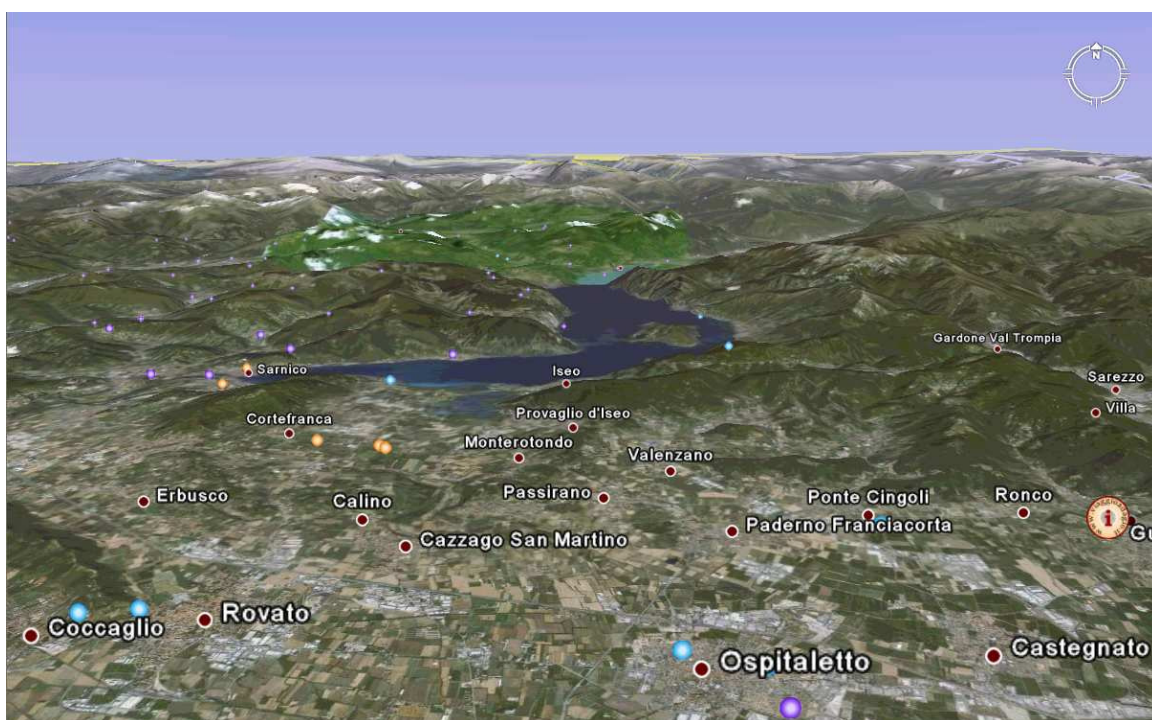 N
Gardone Val Trompia
Sarnico
Iseo
Sarezzo
Villa
Cortefranca
Provaglio d'Iseo
Monterotondo
Valenzano
Erbusco
Calino
Passirano
Ponte Cingoli
Ronco
Cazzago San Martino
Paderno Franciacorta
i
Gu
Coccaglio
Rovato
Ospitaletto
Castegnato